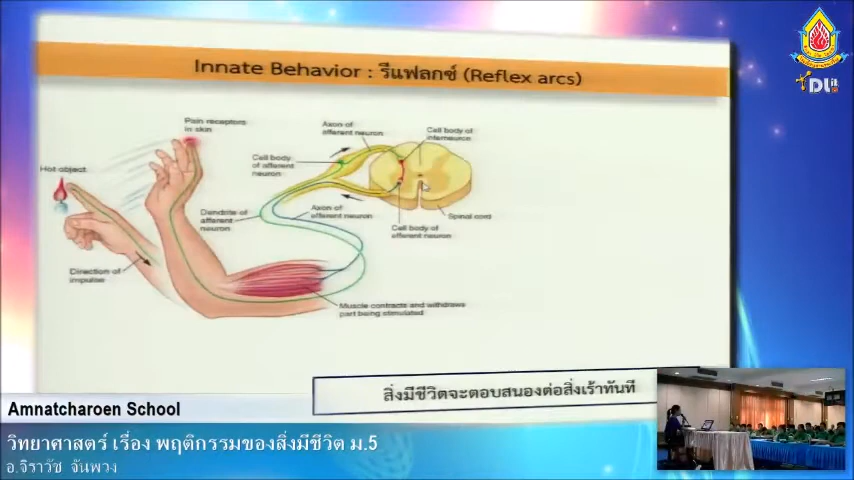 Innate Behavior : รีแฟลกซ์ (Reflex arcs)
Pain receptors
in skin
Hot object
Direction of
impulse
Axon of
afferent neuron
Cell body of
interneuron
Cell body
of afferent
neuron
Dendrite of
afferent
neuron
Axon of
efferent neuron
Spinal cord
Cell body of
efferent neuron
Muscle contracts and withdraws
part being stimulated
สิ่งมีชีวิตจะตอบสนองต่อสิ่งเร้าทันที
Amnatcharoen School
วิทยาศาสตร์ เรื่อง พฤติกรรมของสิ่งมีชีวิต ม.5
อ.จิราวัช จันพวง
DLit